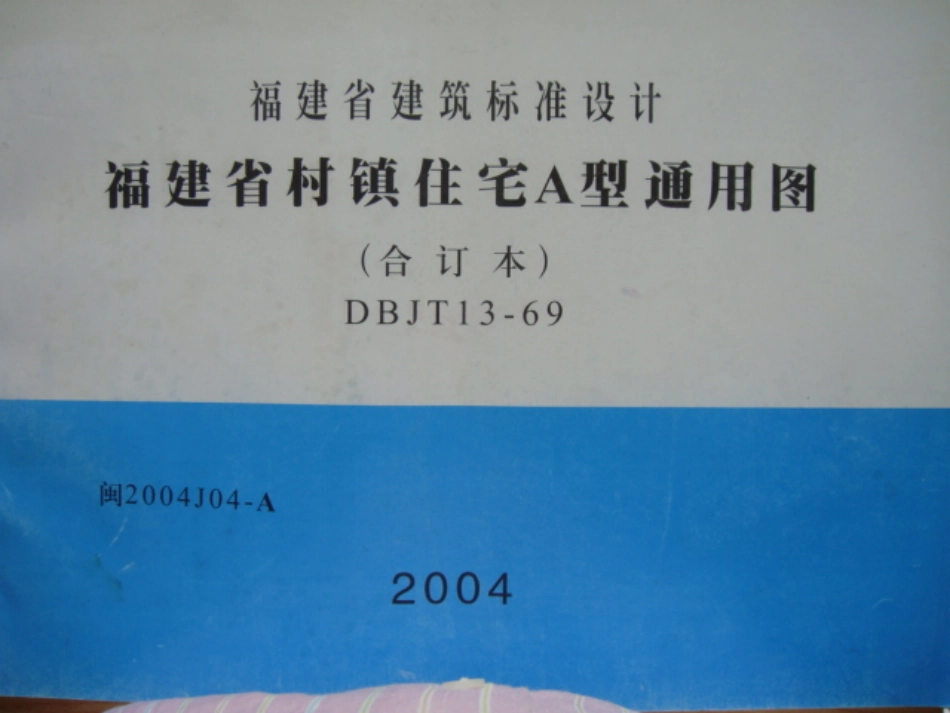 福建省建筑标准设计
福建省村镇住宅A型通用图
(合订本)
DBJT13-69
闽2004J04-A
2004